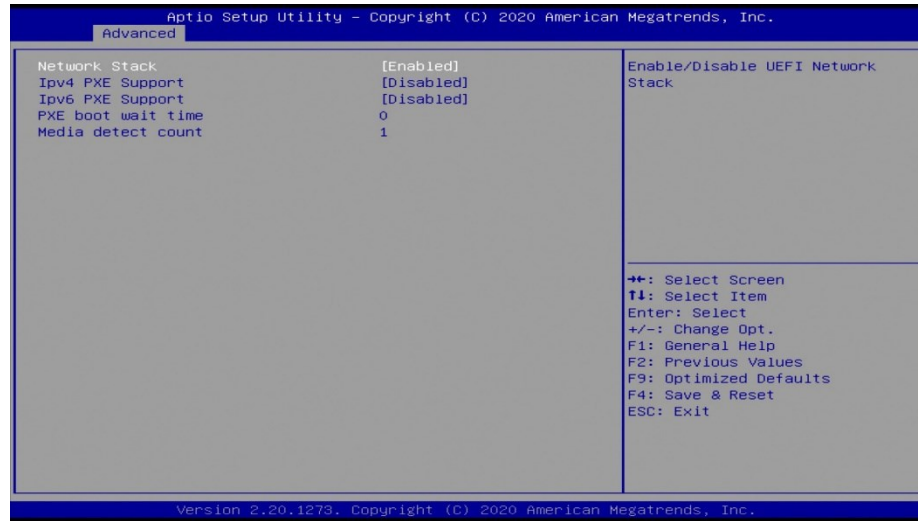 Aptio Setup Utility – Copyright (C) 2020 American Megatrends, Inc.
Advanced
Network Stack [Enabled]
Ipv4 PXE Support [Disabled]
Ipv6 PXE Support [Disabled]
PXE boot wait time 0
Media detect count 1
Enable/Disable UEFI Network
Stack
→←: Select Screen
↑↓: Select Item
Enter: Select
+/-: Change Opt.
F1: General Help
F2: Previous Values
F9: Optimized Defaults
F4: Save & Reset
ESC: Exit
Version 2.20.1273. Copyright (C) 2020 American Megatrends, Inc.